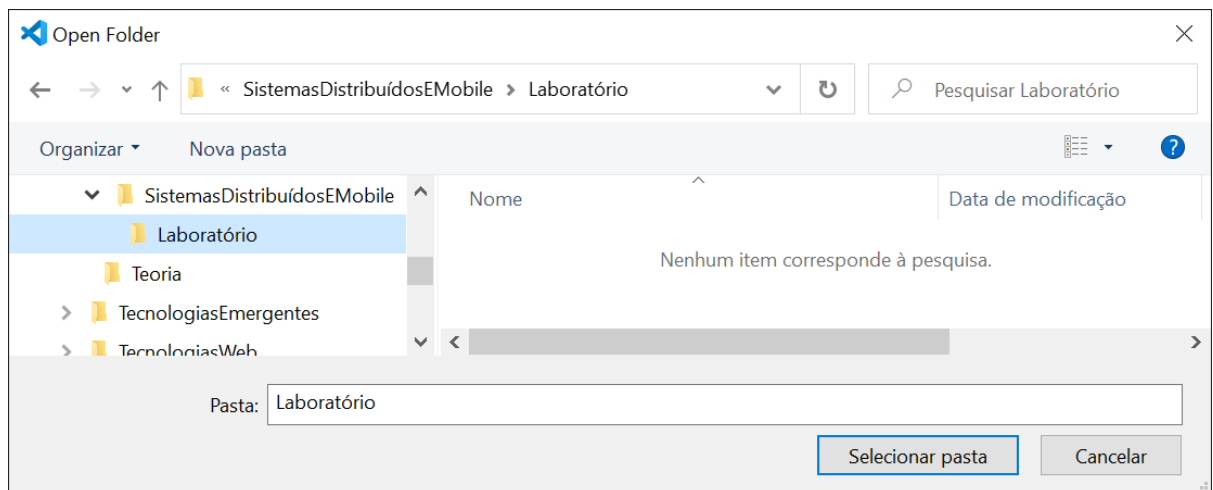 Open Folder
« SistemasDistribuídosEMobile > Laboratório
Pesquisar Laboratório
Organizar
Nova pasta
?
SistemasDistribuídosEMobile
Laboratório
Teoria
TecnologiasEmergentes
TecnologiasWeb
Nome
Data de modificação
Nenhum item corresponde à pesquisa.
Pasta: Laboratório
Selecionar pasta
Cancelar